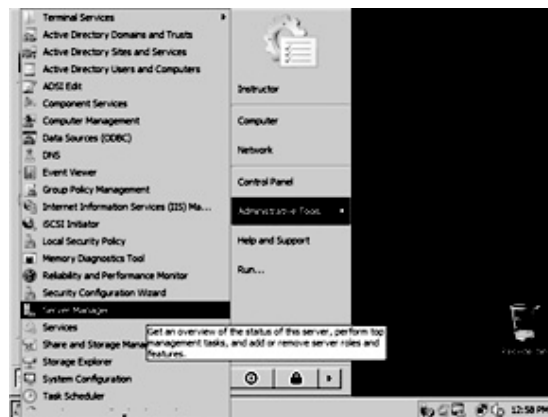 Terminal Services
Active Directory Domains and Trusts
Active Directory Sites and Services
Active Directory Users and Computers
ADSI Edit
Component Services
Computer Management
Data Sources (ODBC)
DNS
Event Viewer
Group Policy Management
Internet Information Services (IIS) Ma...
iSCSI Initiator
Local Security Policy
Memory Diagnostics Tool
Reliability and Performance Monitor
Security Configuration Wizard
Server Manager
Services
Share and Storage Mana
Storage Explorer
System Configuration
Task Scheduler
Instructor
Computer
Network
Control Panel
Administrative Tools
Help and Support
Run...
Get an overview of the status of this server, perform top
management tasks, and add or remove server roles and
features.
12:58 PM